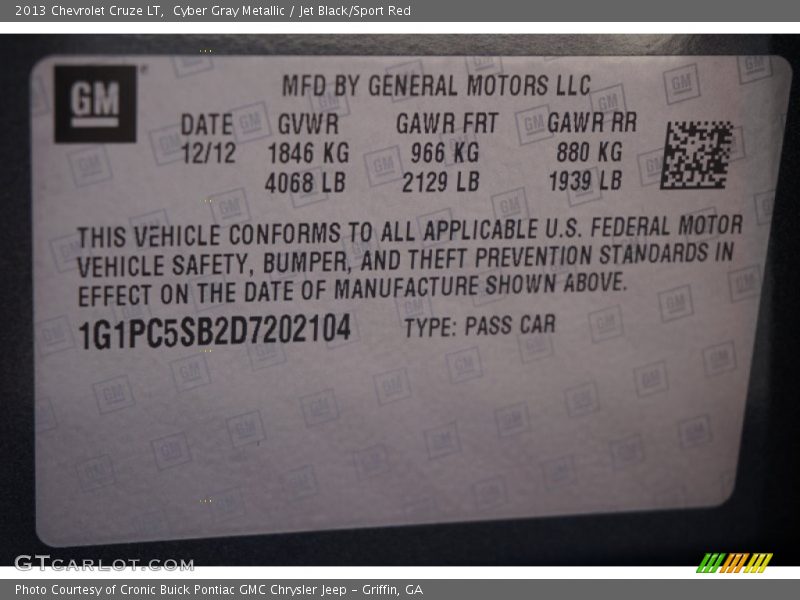 2013 Chevrolet Cruze LT, Cyber Gray Metallic / Jet Black/Sport Red
GM
MFD BY GENERAL MOTORS LLC
DATE GVWR GAWR FRT GAWR RR
12/12 1846 KG 966 KG 880 KG
4068 LB 2129 LB 1939 LB
THIS VEHICLE CONFORMS TO ALL APPLICABLE U.S. FEDERAL MOTOR
VEHICLE SAFETY, BUMPER, AND THEFT PREVENTION STANDARDS IN
EFFECT ON THE DATE OF MANUFACTURE SHOWN ABOVE.
1G1PC5SB2D7202104 TYPE: PASS CAR
GTCARLOT.COM
Photo Courtesy of Cronic Buick Pontiac GMC Chrysler Jeep - Griffin, GA